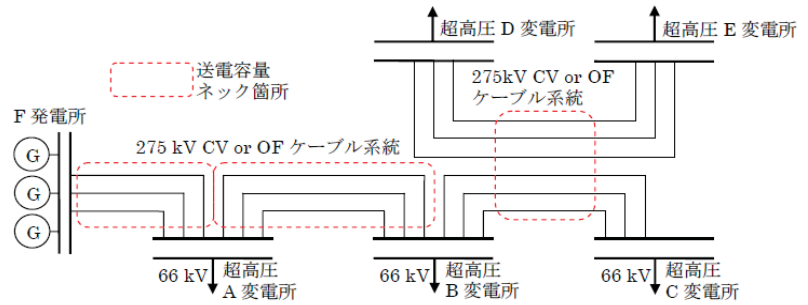 超高圧 D 変電所
超高圧 E 変電所
送電容量
ネック箇所
275kV CV or OF
ケーブル系統
F 発電所
275 kV CV or OF ケーブル系統
G
G
G
66 kV
超高圧
A 変電所
66 kV
超高圧
B 変電所
66 kV
超高圧
C 変電所